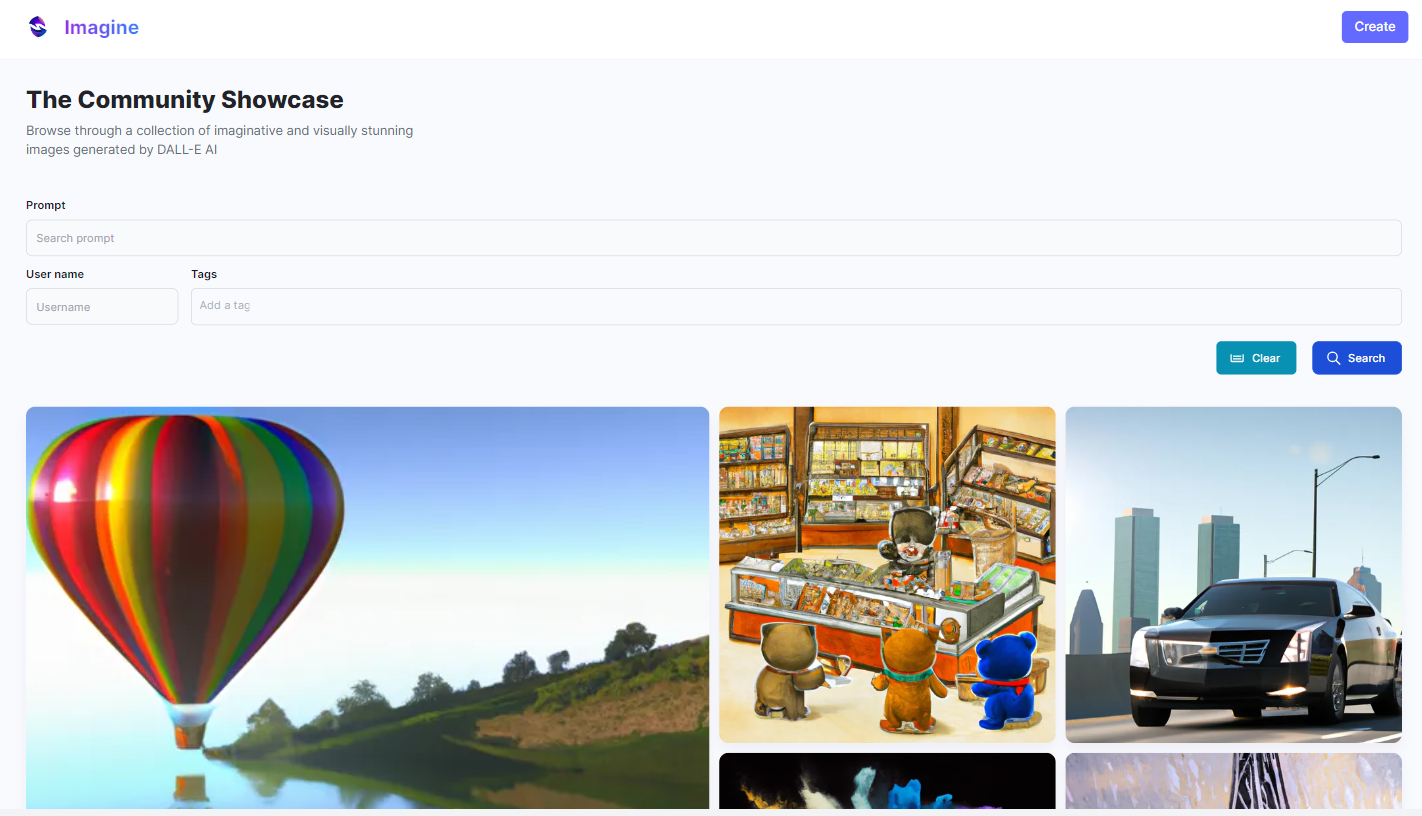 Imagine
Create
The Community Showcase
Browse through a collection of imaginative and visually stunning
images generated by DALL-E AI
Prompt
Search prompt
User name
Tags
Username
Add a tag
Clear
Search